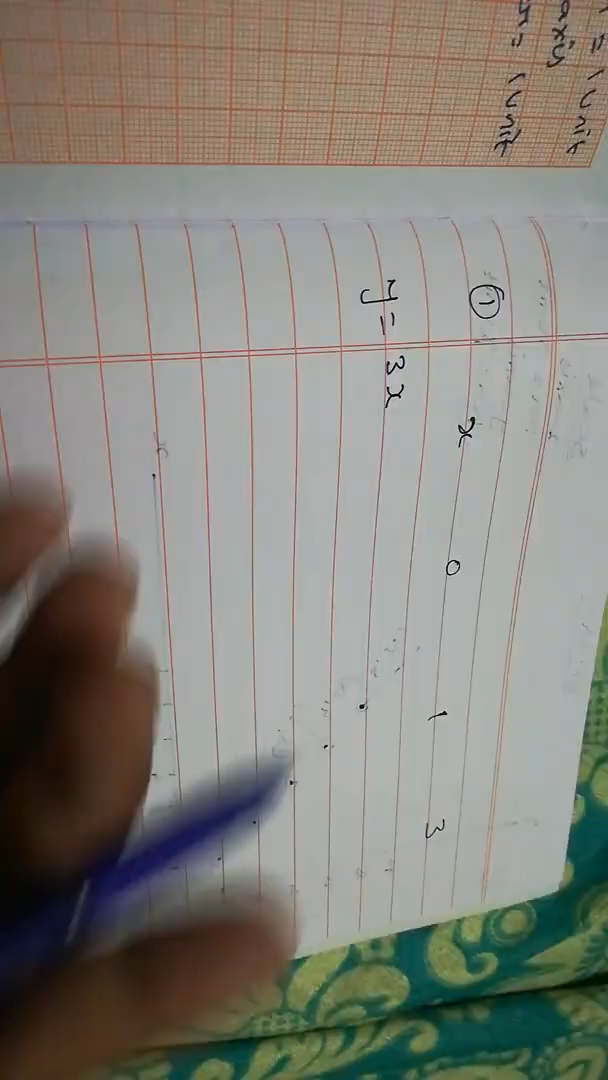 = 1 unit
axis
= 1 unit
① x 0 1 3
y = 3x